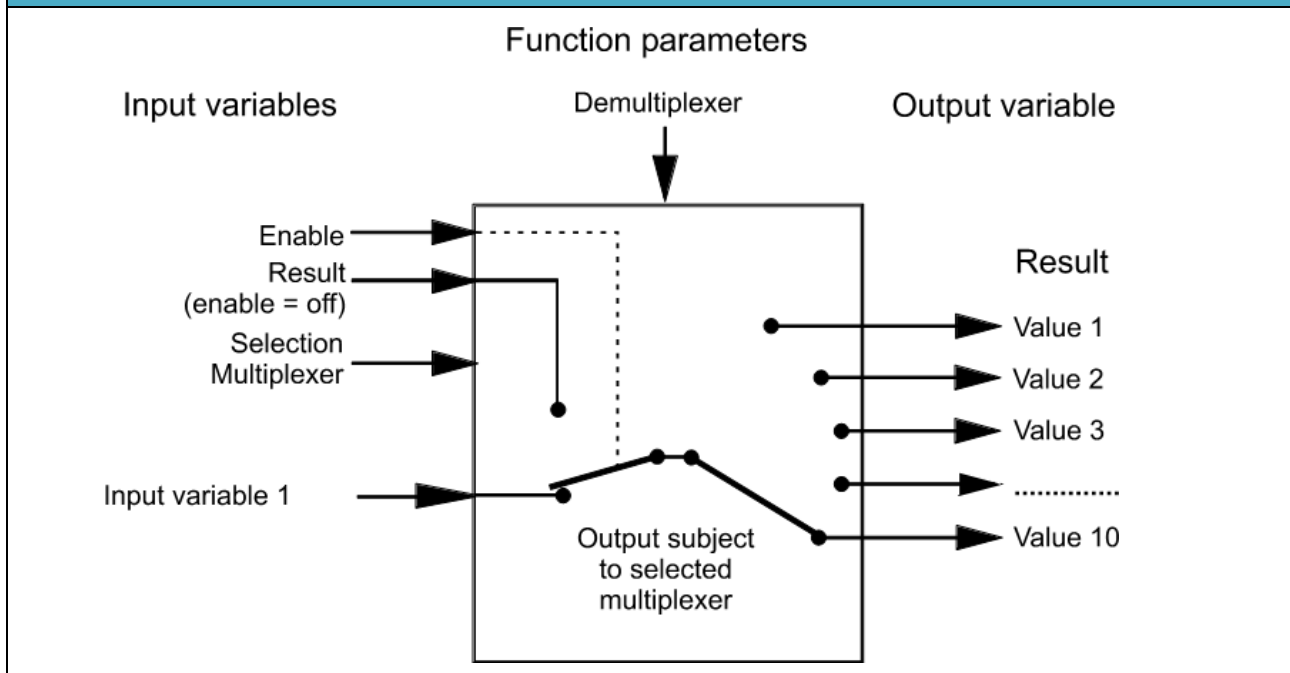 Function parameters
Input variables
Demultiplexer
Output variable
Enable
Result
(enable = off)
Selection
Multiplexer
Input variable 1
Output subject
to selected
multiplexer
Result
Value 1
Value 2
Value 3
..............
Value 10